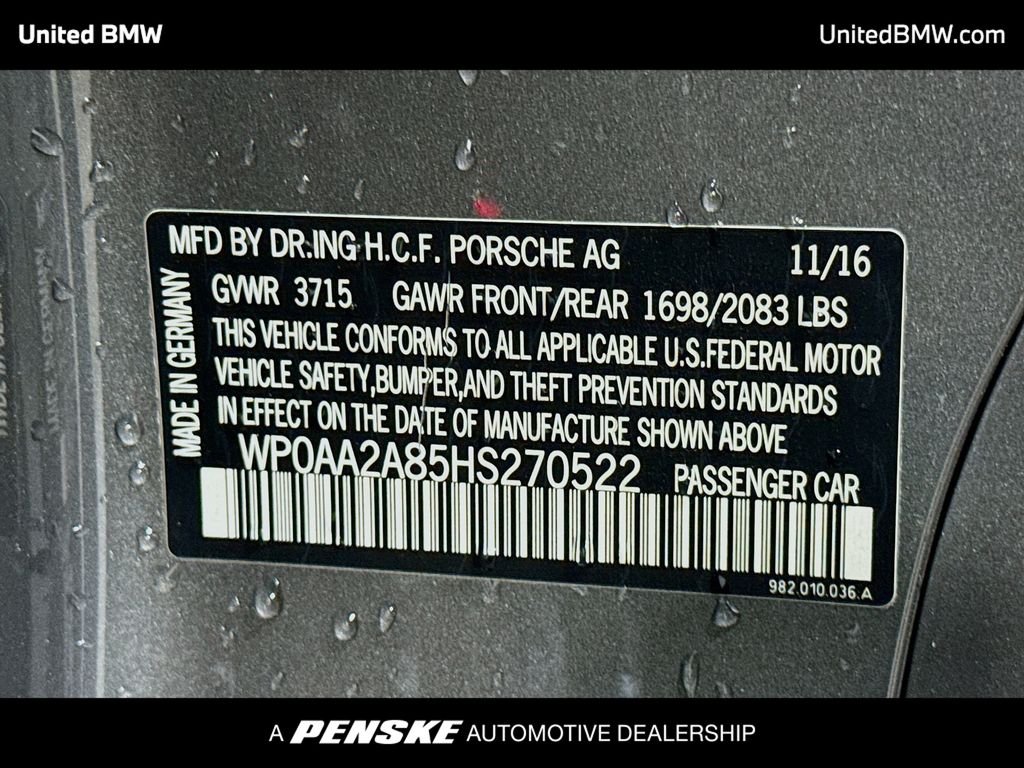 United BMW
UnitedBMW.com
MFD BY DR.ING H.C.F. PORSCHE AG 11/16
GVWR 3715 GAWR FRONT/REAR 1698/2083 LBS
THIS VEHICLE CONFORMS TO ALL APPLICABLE U.S.FEDERAL MOTOR
VEHICLE SAFETY,BUMPER,AND THEFT PREVENTION STANDARDS
IN EFFECT ON THE DATE OF MANUFACTURE SHOWN ABOVE
MADE IN GERMANY
WP0AA2A85HS270522 PASSENGER CAR
982.010.036.A
A PENSKE AUTOMOTIVE DEALERSHIP